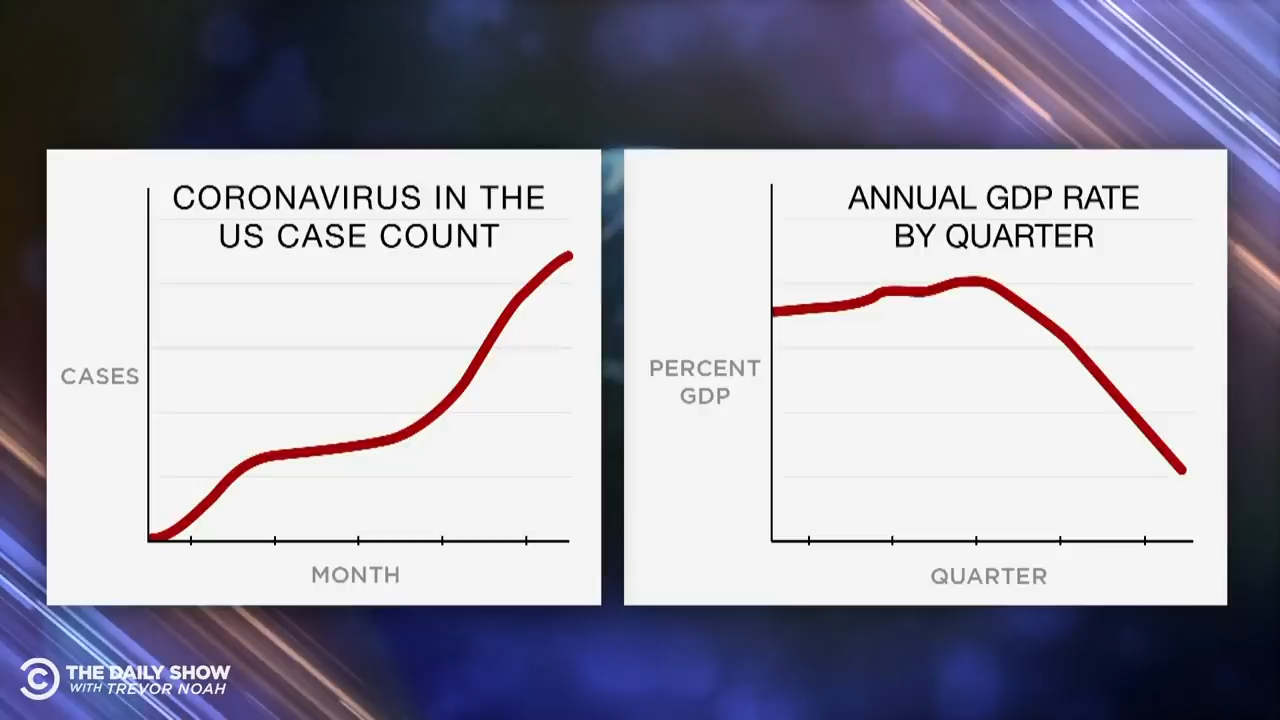 CORONAVIRUS IN THE
US CASE COUNT
CASES
MONTH
ANNUAL GDP RATE
BY QUARTER
PERCENT
GDP
QUARTER
THE DAILY SHOW
WITH TREVOR NOAH